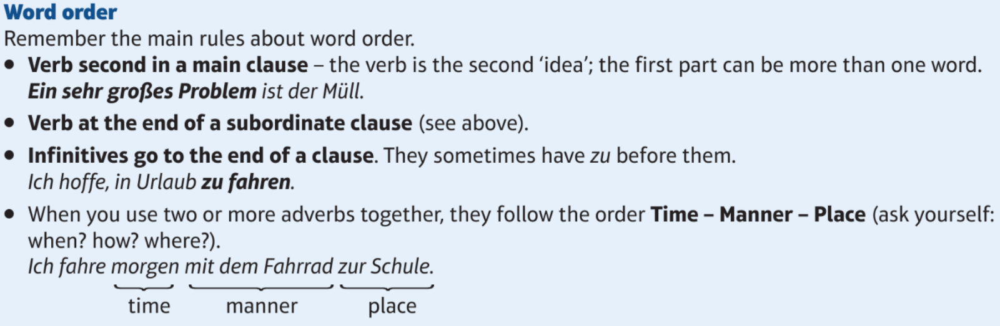 Word order
Remember the main rules about word order.
• Verb second in a main clause – the verb is the second ‘idea’; the first part can be more than one word.
Ein sehr großes Problem ist der Müll.
• Verb at the end of a subordinate clause (see above).
• Infinitives go to the end of a clause. They sometimes have zu before them.
Ich hoffe, in Urlaub zu fahren.
• When you use two or more adverbs together, they follow the order Time – Manner – Place (ask yourself:
when? how? where?).
Ich fahre morgen mit dem Fahrrad zur Schule.
time manner place